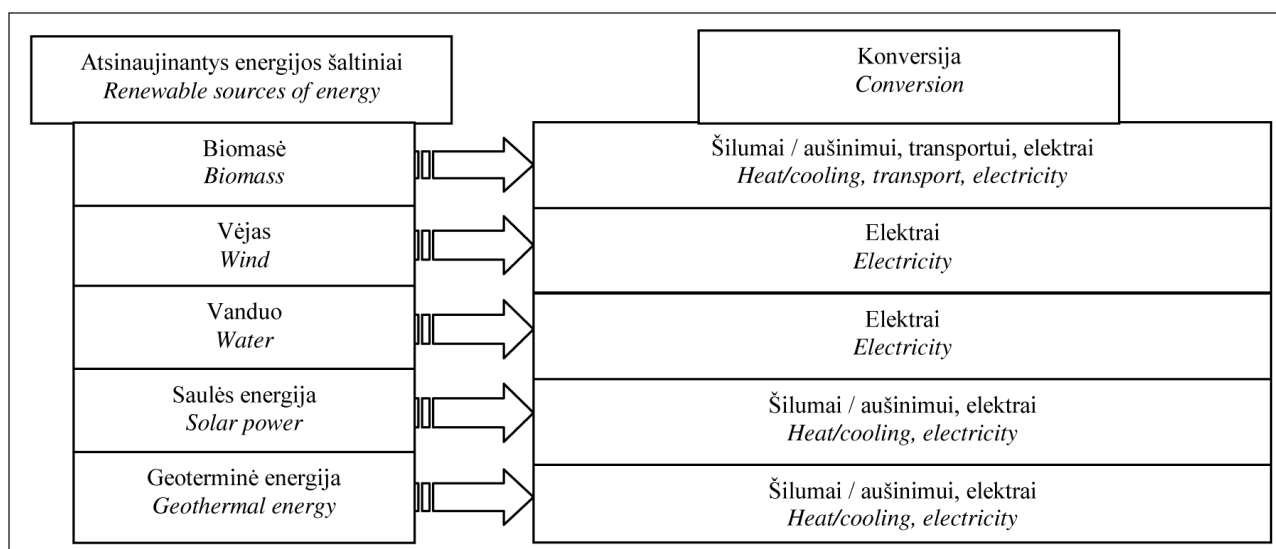 Atsinaujinantys energijos šaltiniai
Renewable sources of energy
Konversija
Conversion
Biomasė
Biomass
Šilumai / aušinimui, transportui, elektrai
Heat/cooling, transport, electricity
Vėjas
Wind
Elektrai
Electricity
Vanduo
Water
Elektrai
Electricity
Saulės energija
Solar power
Šilumai / aušinimui, elektrai
Heat/cooling, electricity
Geoterminė energija
Geothermal energy
Šilumai / aušinimui, elektrai
Heat/cooling, electricity